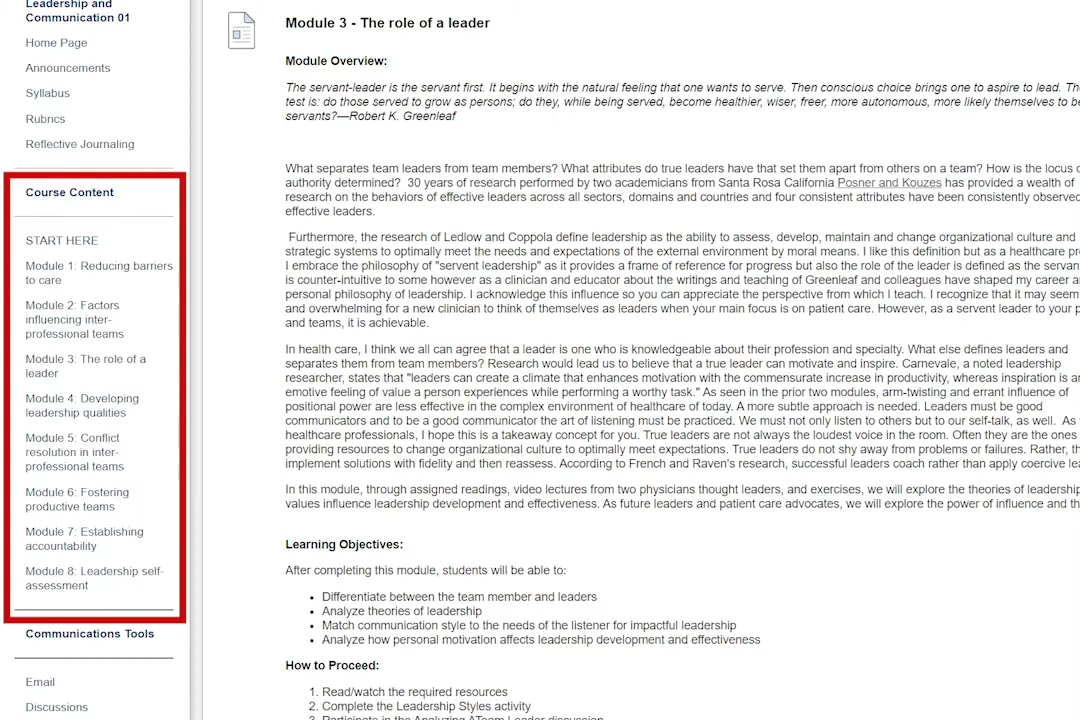 Leadership and
Communication 01
Home Page
Announcements
Syllabus
Rubrics
Reflective Journaling
Course Content
START HERE
Module 1: Reducing barriers
to care
Module 2: Factors
influencing inter-
professional teams
Module 3: The role of a
leader
Module 4: Developing
leadership qualities
Module 5: Conflict
resolution in inter-
professional teams
Module 6: Fostering
productive teams
Module 7: Establishing
accountability
Module 8: Leadership self-
assessment
Communications Tools
Email
Discussions
Module 3 - The role of a leader
Module Overview:
The servant-leader is the servant first. It begins with the natural feeling that one wants to serve. Then conscious choice brings one to aspire to lead.
test is: do those served to grow as persons; do they, while being served, become healthier, wiser, freer, more autonomous, more likely themselves to
servants?—Robert K. Greenleaf
What separates team leaders from team members? What attributes do true leaders have that set them apart from others on a team? How is the locus
authority determined?  30 years of research performed by two academicians from Santa Rosa California Posner and Kouzes has provided a wealth of
research on the behaviors of effective leaders across all sectors, domains and countries and four consistent attributes have been consistently observed
effective leaders.
Furthermore, the research of Ledlow and Coppola define leadership as the ability to assess, develop, maintain and change organizational culture and
strategic systems to optimally meet the needs and expectations of the external environment by moral means. I like this definition but as a healthcare
I embrace the philosophy of "servent leadership" as it provides a frame of reference for progress but also the role of the leader is defined as the
is counter-intuitive to some however as a clinician and educator about the writings and teaching of Greenleaf and colleagues have shaped my career
personal philosophy of leadership. I acknowledge this influence so you can appreciate the perspective from which I teach. I recognize that it may seem
and overwhelming for a new clinician to think of themselves as leaders when your main focus is on patient care. However, as a servent leader to your
and teams, it is achievable.
In health care, I think we all can agree that a leader is one who is knowledgeable about their profession and specialty. What else defines leaders and
separates them from team members? Research would lead us to believe that a true leader can motivate and inspire. Carnevale, a noted leadership
researcher, states that "leaders can create a climate that enhances motivation with the commensurate increase in productivity, whereas inspiration is
emotive feeling of value a person experiences while performing a worthy task." As seen in the prior two modules, arm-twisting and errant influence of
positional power are less effective in the complex environment of healthcare of today. A more subtle approach is needed. Leaders must be good
communicators and to be a good communicator the art of listening must be practiced. We must not only listen to others but to our self-talk, as well.  As
healthcare professionals, I hope this is a takeaway concept for you. True leaders are not always the loudest voice in the room. Often they are the ones
providing resources to change organizational culture to optimally meet expectations. True leaders do not shy away from problems or failures. Rather,
implement solutions with fidelity and then reassess. According to French and Raven's research, successful leaders coach rather than apply coercive
In this module, through assigned readings, video lectures from two physicians thought leaders, and exercises, we will explore the theories of leadership
values influence leadership development and effectiveness. As future leaders and patient care advocates, we will explore the power of influence and
Learning Objectives:
After completing this module, students will be able to:
• Differentiate between the team member and leaders
• Analyze theories of leadership
• Match communication style to the needs of the listener for impactful leadership
• Analyze how personal motivation affects leadership development and effectiveness
How to Proceed:
1. Read/watch the required resources
2. Complete the Leadership Styles activity
3. Participate in the Analyzing ATeam Leader discussion